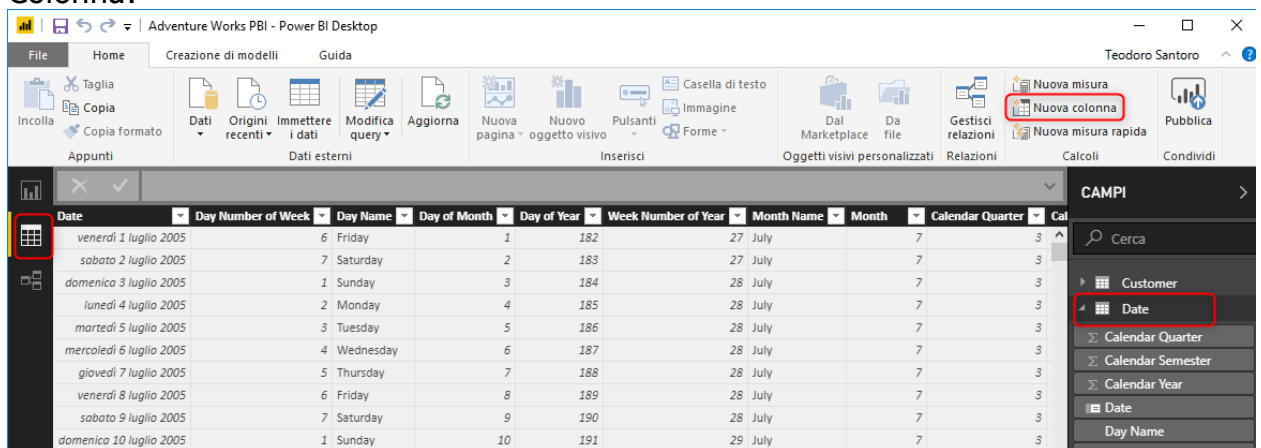 Colonna.
Adventure Works PBI - Power BI Desktop
File Home Creazione di modelli Guida Teodoro Santoro
Incolla
Taglia
Copia
Copia formato
Appunti
Dati
Origini recenti
Immettere i dati
Modifica query
Aggiorna
Dati esterni
Nuova pagina
Nuovo oggetto visivo
Pulsanti
Casella di testo
Immagine
Forme
Inserisci
Dal Marketplace
Da file
Oggetti visivi personalizzati
Gestisci relazioni
Relazioni
Nuova misura
Nuova colonna
Nuova misura rapida
Calcoli
Pubblica
Condividi
Date Day Number of Week Day Name Day of Month Day of Year Week Number of Year Month Name Month Calendar Quarter Cal
venerdì 1 luglio 2005 6 Friday 1 182 27 July 7 3
sabato 2 luglio 2005 7 Saturday 2 183 27 July 7 3
domenica 3 luglio 2005 1 Sunday 3 184 28 July 7 3
lunedì 4 luglio 2005 2 Monday 4 185 28 July 7 3
martedì 5 luglio 2005 3 Tuesday 5 186 28 July 7 3
mercoledì 6 luglio 2005 4 Wednesday 6 187 28 July 7 3
giovedì 7 luglio 2005 5 Thursday 7 188 28 July 7 3
venerdì 8 luglio 2005 6 Friday 8 189 28 July 7 3
sabato 9 luglio 2005 7 Saturday 9 190 28 July 7 3
domenica 10 luglio 2005 1 Sunday 10 191 29 July 7 3
CAMPI
Cerca
Customer
Date
Calendar Quarter
Calendar Semester
Calendar Year
Date
Day Name